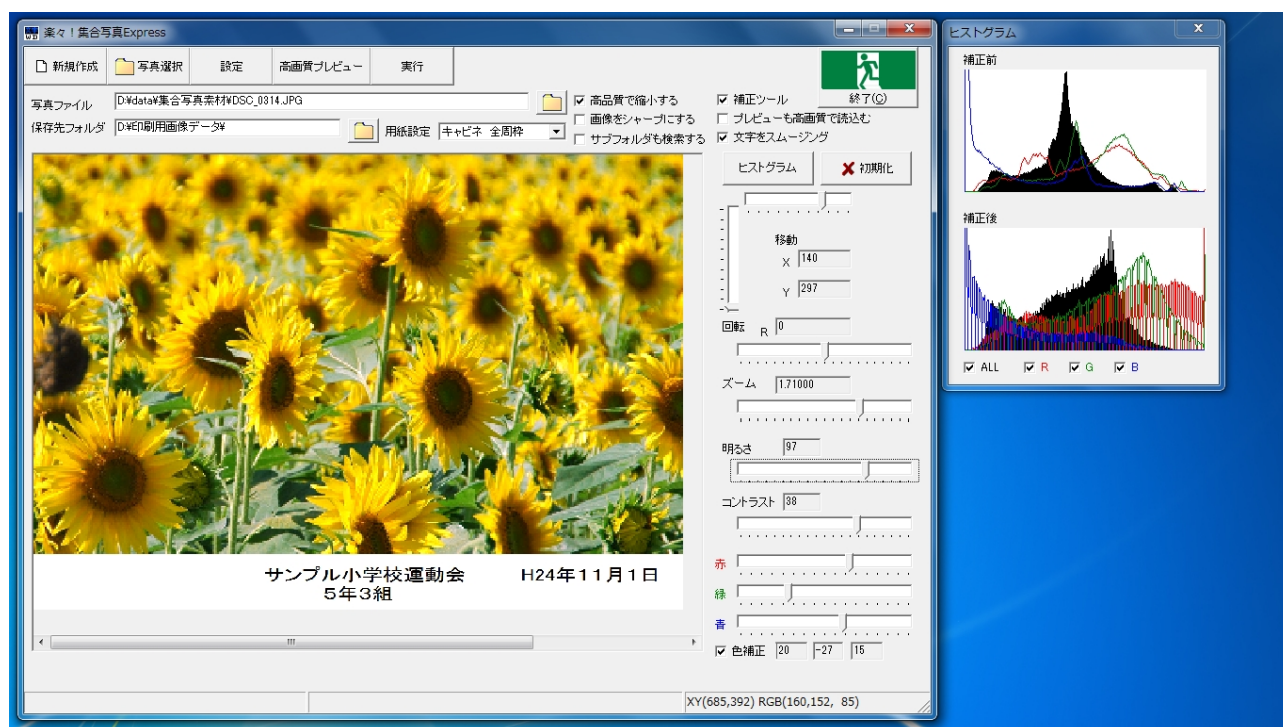 楽々！集合写真Express
新規作成 写真選択 設定 高画質プレビュー 実行
終了(C)
写真ファイル D:¥data¥集合写真素材¥DSC_0314.JPG
保存先フォルダ D:¥印刷用画像データ¥
用紙設定 キャビネ 全周枠
高品質で縮小する
画像をシャープにする
サブフォルダも検索する
補正ツール
プレビューも高画質で読込む
文字をスムージング
ヒストグラム 初期化
移動
X 140
Y 297
回転 R 0
ズーム 1.71000
明るさ 97
コントラスト 38
赤
緑
青
色補正 20 -27 15
サンプル小学校運動会 H24年11月1日
5年3組
XY(685,392) RGB(160,152, 85)
ヒストグラム
補正前
補正後
ALL R G B